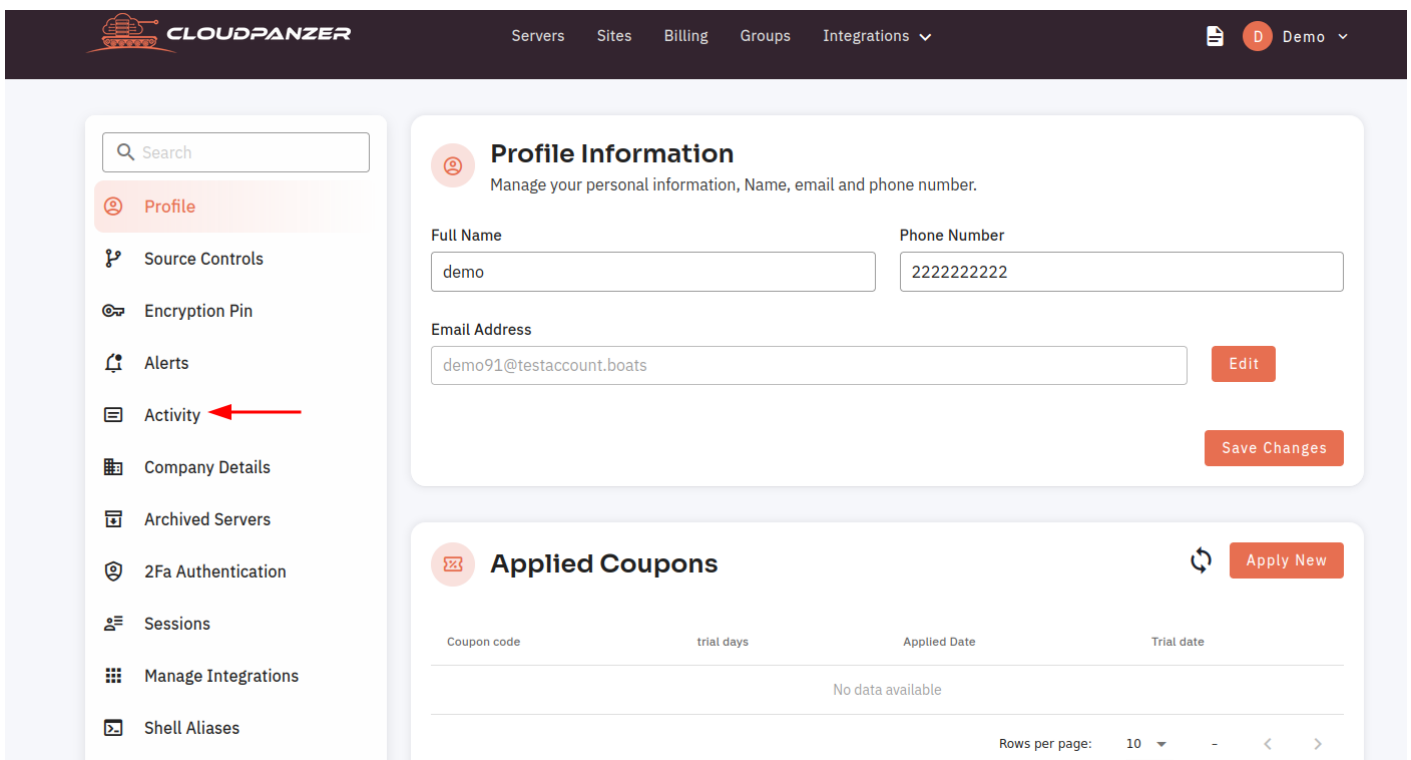 CLOUDPANZER
Servers Sites Billing Groups Integrations
D Demo
Search
Profile
Source Controls
Encryption Pin
Alerts
Activity
Company Details
Archived Servers
2Fa Authentication
Sessions
Manage Integrations
Shell Aliases
Profile Information
Manage your personal information, Name, email and phone number.
Full Name
demo
Phone Number
2222222222
Email Address
demo91@testaccount.boats
Edit
Save Changes
Applied Coupons
Apply New
Coupon code trial days Applied Date Trial date
No data available
Rows per page: 10 –